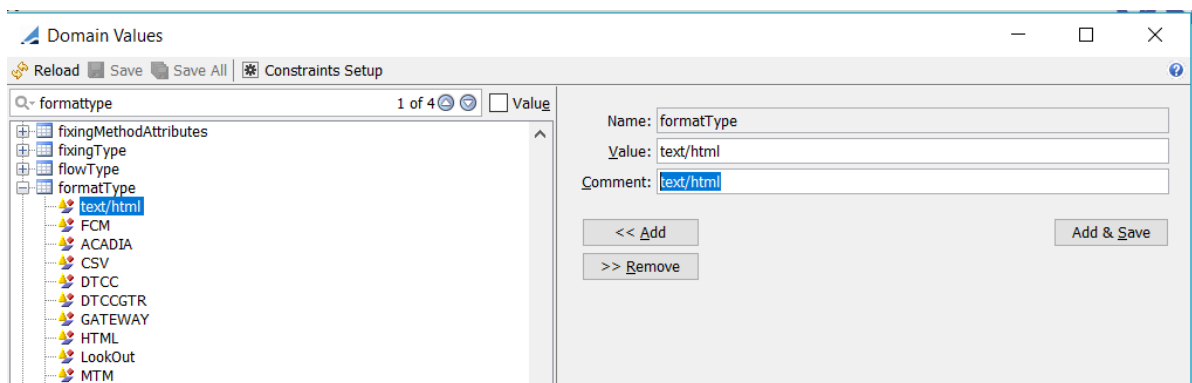 Domain Values
Reload Save Save All Constraints Setup
formattype 1 of 4 Value
fixingMethodAttributes
fixingType
flowType
formatType
text/html
FCM
ACADIA
CSV
DTCC
DTCCGTR
GATEWAY
HTML
LookOut
MTM
Name: formatType
Value: text/html
Comment: text/html
<< Add Add & Save
>> Remove